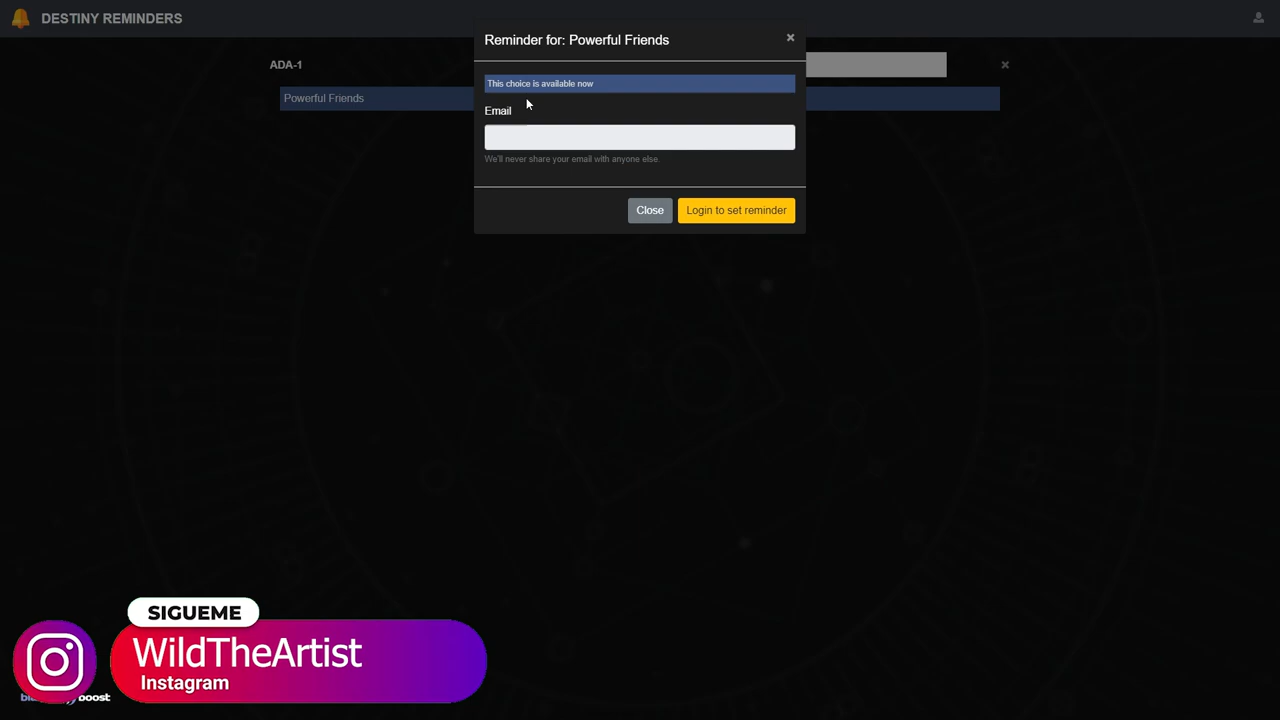 DESTINY REMINDERS
Reminder for: Powerful Friends
×
ADA-1
×
This choice is available now
Powerful Friends
Email
We'll never share your email with anyone else.
Close
Login to set reminder
SIGUEME
WildTheArtist
Instagram
boost